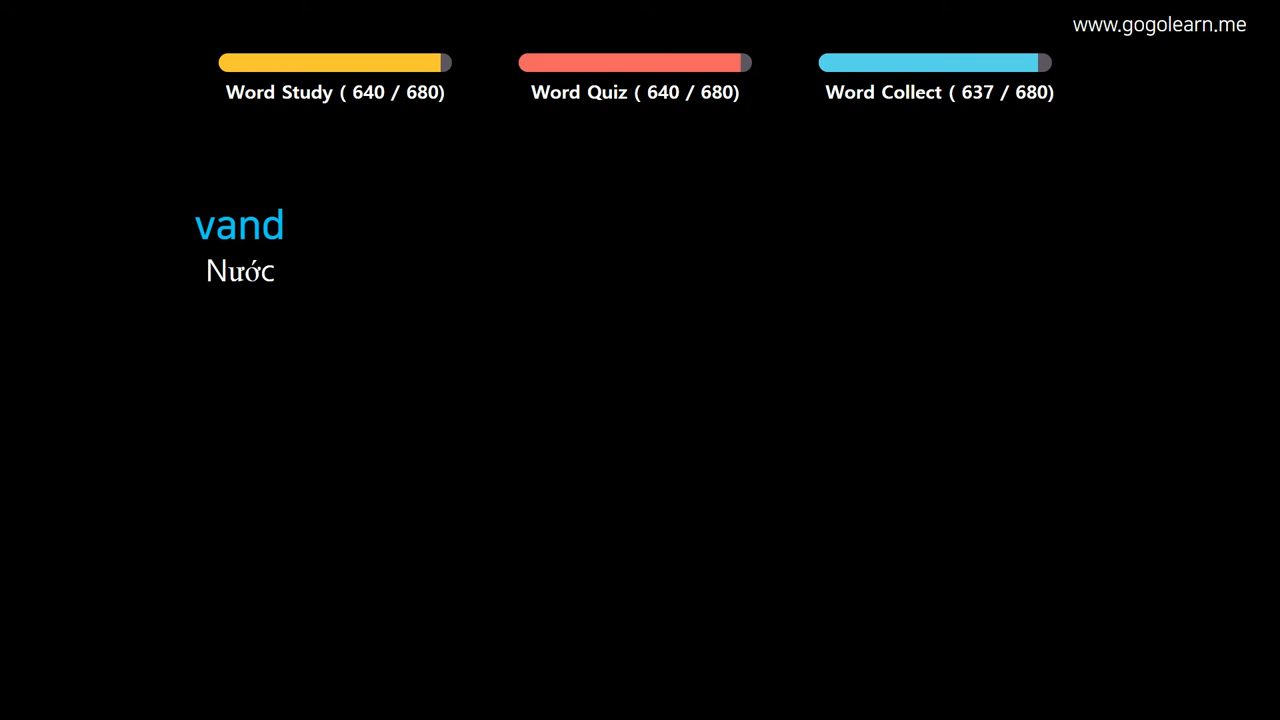 www.gogolearn.me
Word Study ( 640 / 680)
Word Quiz ( 640 / 680)
Word Collect ( 637 / 680)
vand
Nước